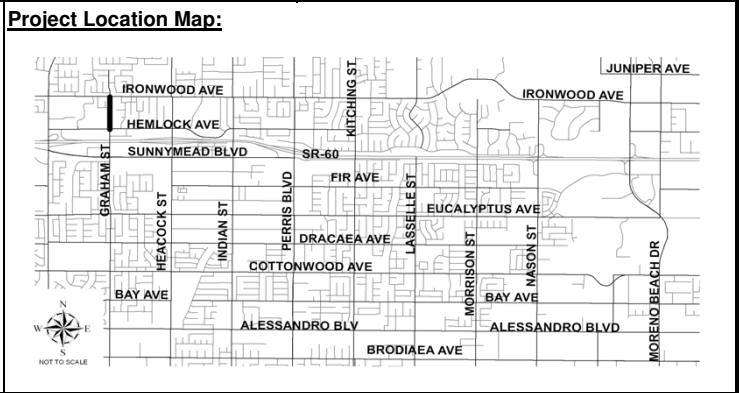 Project Location Map:
JUNIPER AVE
IRONWOOD AVE
IRONWOOD AVE
KITCHING ST
HEMLOCK AVE
SUNNYMEAD BLVD
SR-60
GRAHAM ST
FIR AVE
HEACOCK ST
INDIAN ST
PERRIS BLVD
LASSELLE ST
EUCALYPTUS AVE
DRACAEA AVE
MORRISON ST
NASON ST
COTTONWOOD AVE
MORENO BEACH DR
BAY AVE
BAY AVE
ALESSANDRO BLV
ALESSANDRO BLVD
BRODIAEA AVE
N
W E
S
NOT TO SCALE